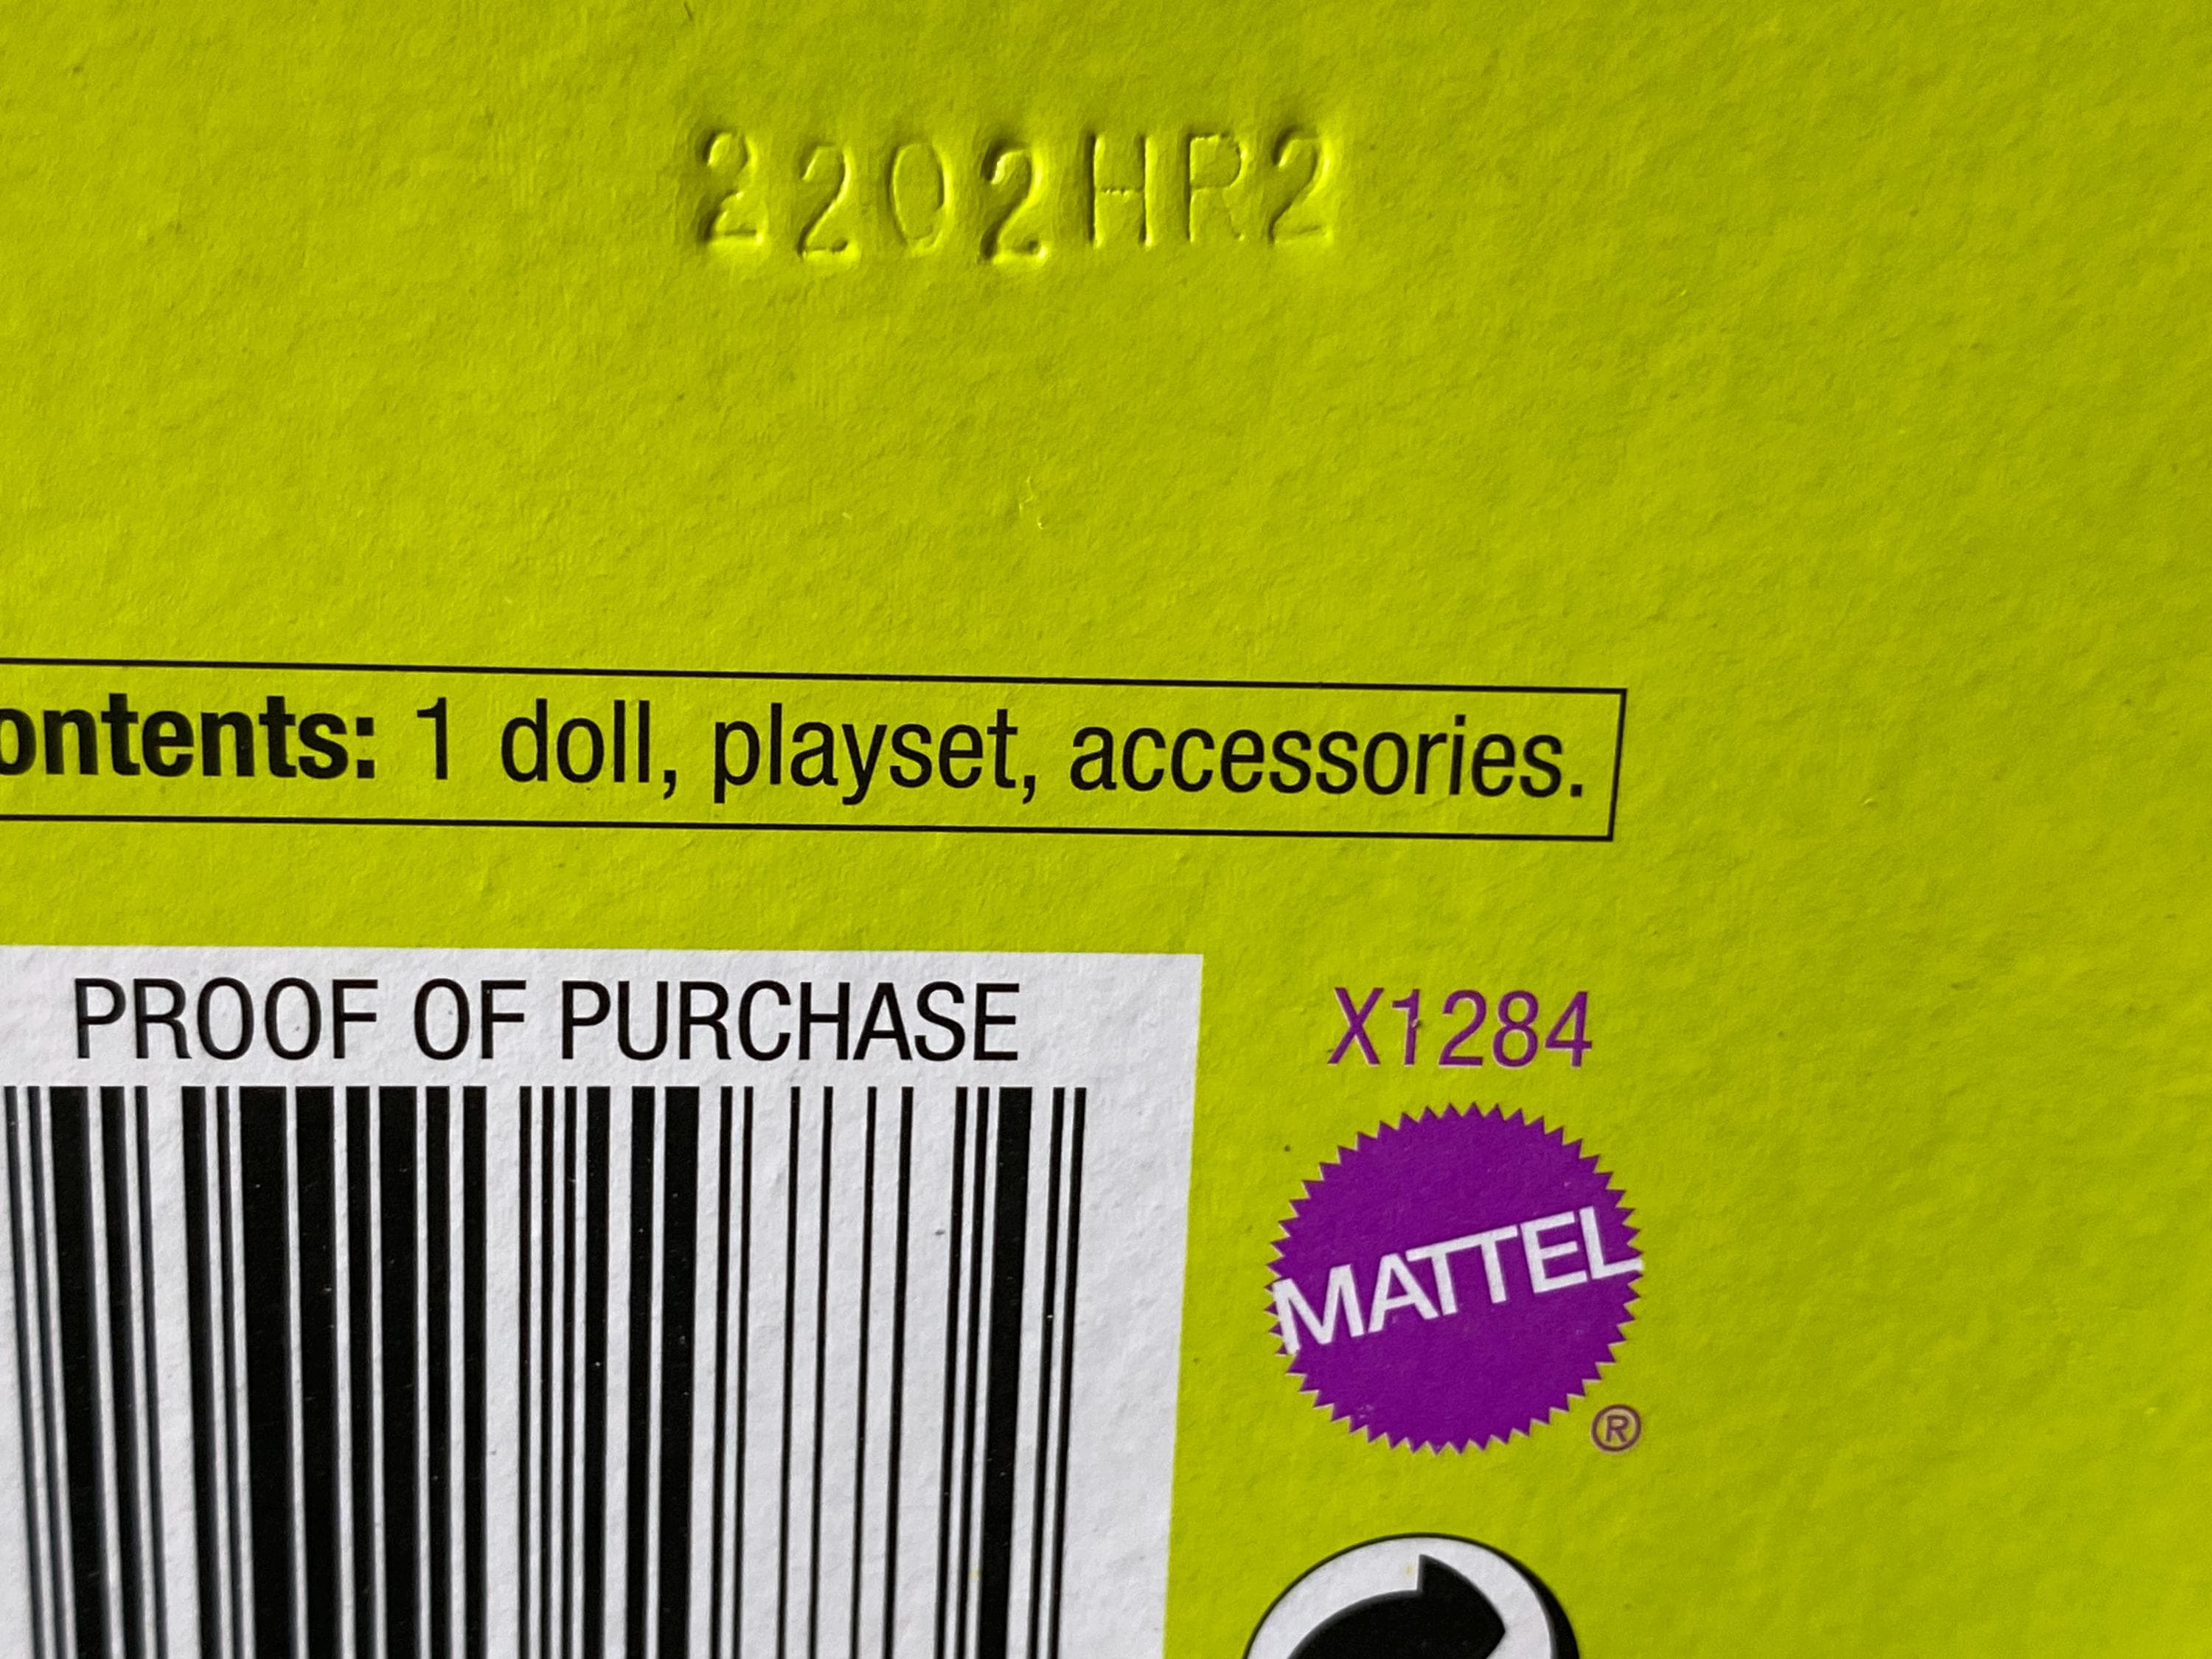 2202HR2
ontents: 1 doll, playset, accessories.
PROOF OF PURCHASE
X1284
MATTEL
®